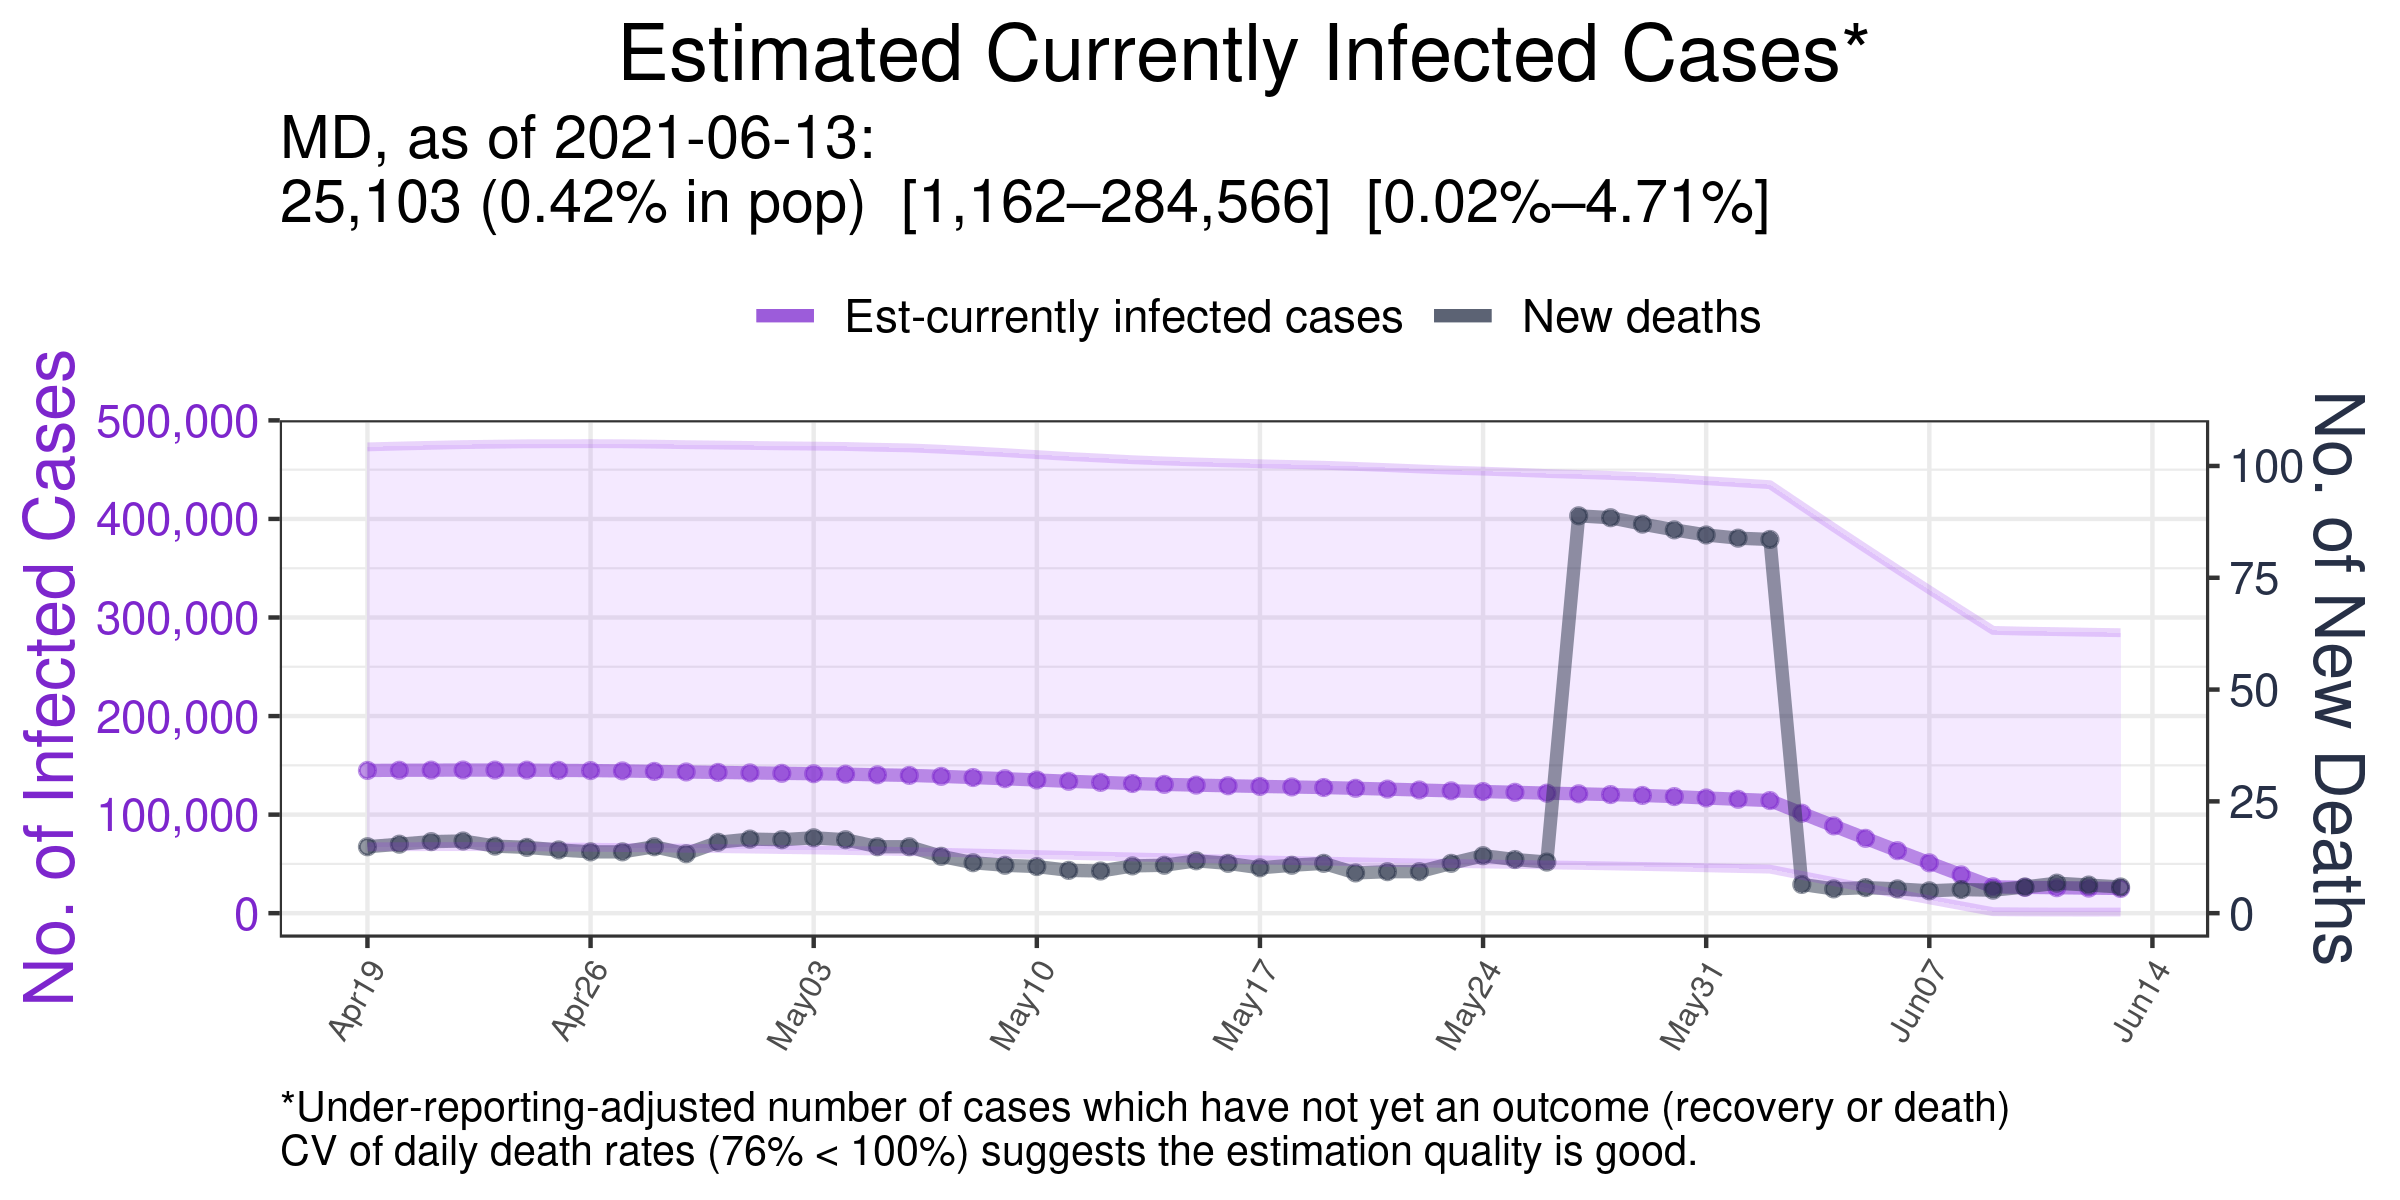 Estimated Currently Infected Cases*
MD, as of 2021-06-13:
25,103 (0.42% in pop)  [1,162–284,566]  [0.02%–4.71%]
Est-currently infected cases
New deaths
No. of Infected Cases
500,000
400,000
300,000
200,000
100,000
0
100
75
50
25
0
No. of New Deaths
Apr19
Apr26
May03
May10
May17
May24
May31
Jun07
Jun14
*Under-reporting-adjusted number of cases which have not yet an outcome (recovery or death)
CV of daily death rates (76% < 100%) suggests the estimation quality is good.